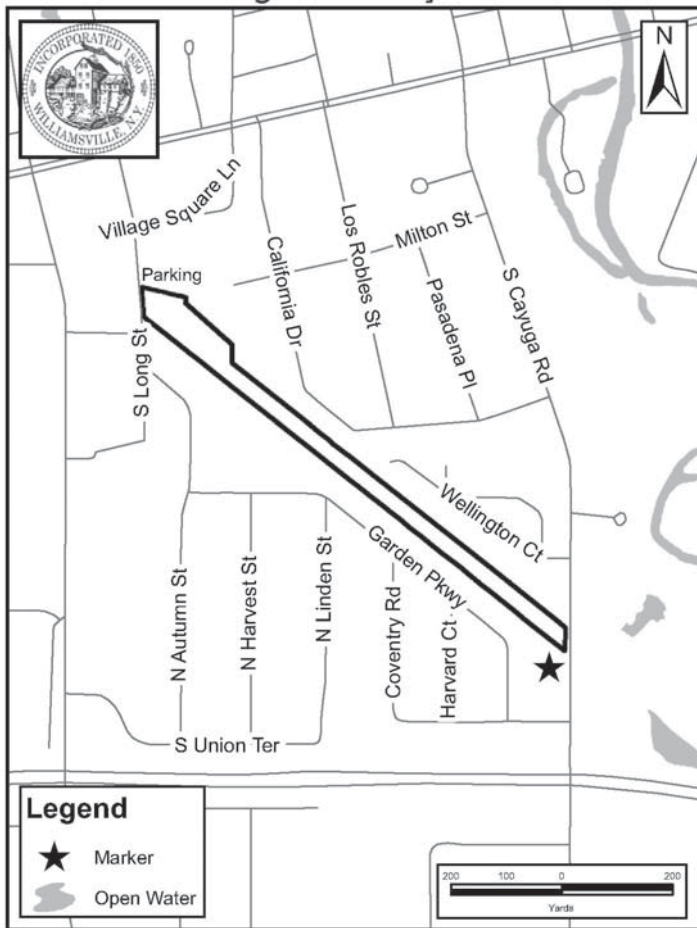 INCORPORATED 1850
WILLIAMSVILLE, N.Y.
N
Village Square Ln
Parking
California Dr
Los Robles St
Milton St
Pasadena Pl
S Cayuga Rd
S Long St
Wellington Ct
Garden Pkwy
N Autumn St
N Harvest St
N Linden St
Coventry Rd
Harvard Ct
S Union Ter
Legend
Marker
Open Water
200 100 0 200
Yards